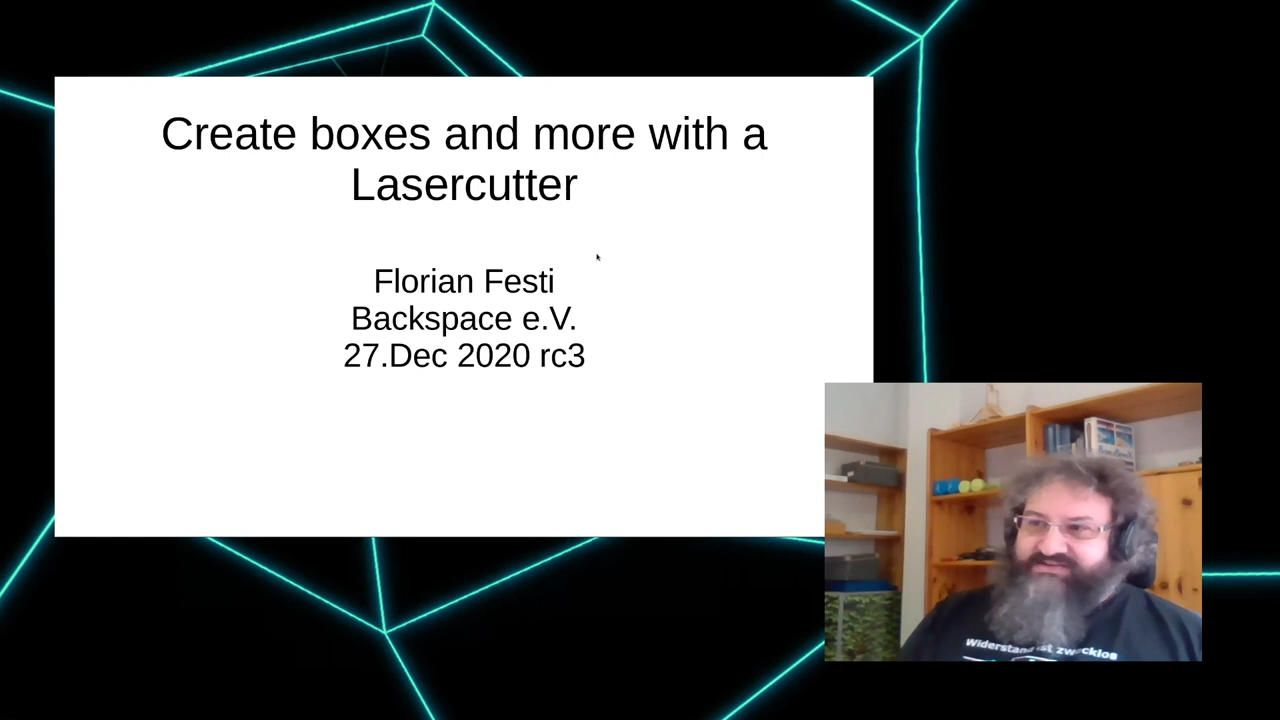 Create boxes and more with a
Lasercutter
Florian Festi
Backspace e.V.
27.Dec 2020 rc3
Widerstand ist zwecklos